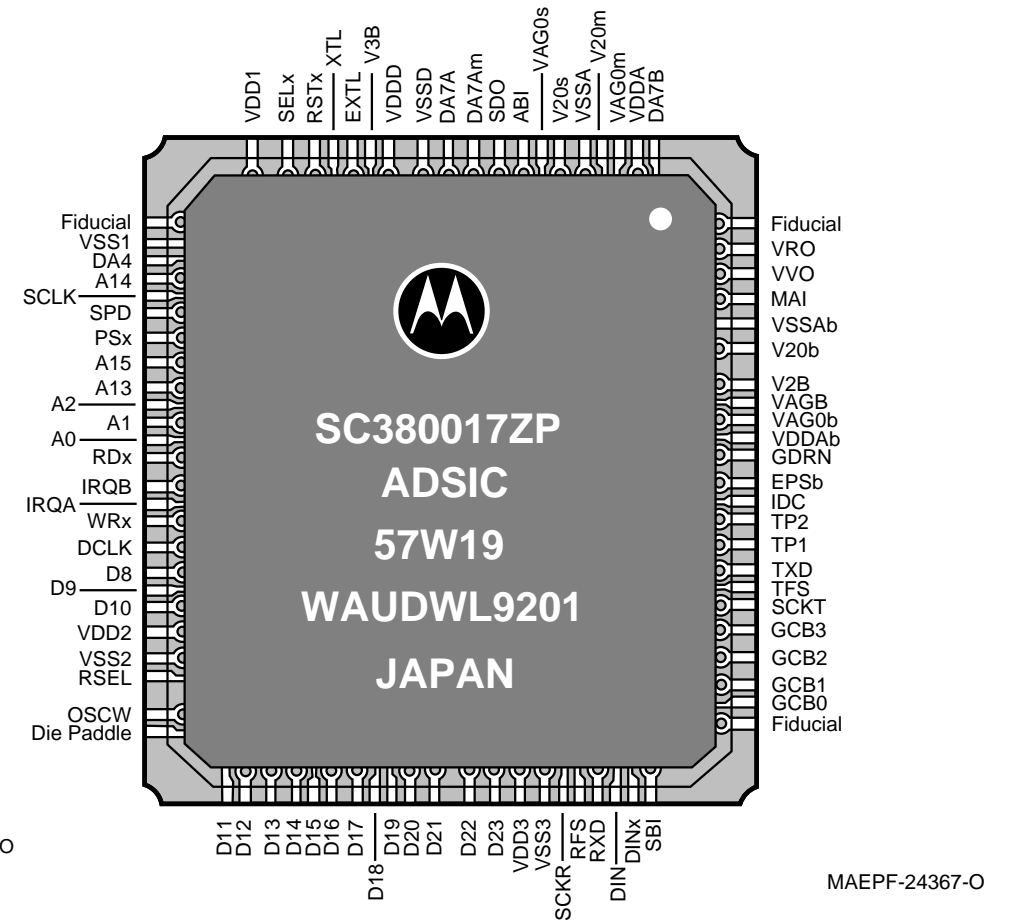 VDD1
SELx
RSTx
XTL
EXTL
V3B
VDDD
VSSD
DA7A
DA7Am
SDO
ABI
VAG0s
V20s
VSSA
V20m
VAG0m
VDDA
DA7B
Fiducial
VSS1
DA4
A14
SCLK
SPD
PSx
A15
A13
A2
A1
A0
RDx
IRQB
IRQA
WRx
DCLK
D8
D9
D10
VDD2
VSS2
RSEL
OSCW
Die Paddle
SC380017ZP
ADSIC
57W19
WAUDWL9201
JAPAN
Fiducial
VRO
VVO
MAI
VSSAb
V20b
V2B
VAGB
VAG0b
VDDAb
GDRN
EPSb
IDC
TP2
TP1
TXD
TFS
SCKT
GCB3
GCB2
GCB1
GCB0
Fiducial
D11
D12
D13
D14
D15
D16
D17
D18
D19
D20
D21
D22
D23
VDD3
VSS3
SCKR
RFS
RXD
DIN
DINx
SBI
O
MAEPF-24367-O